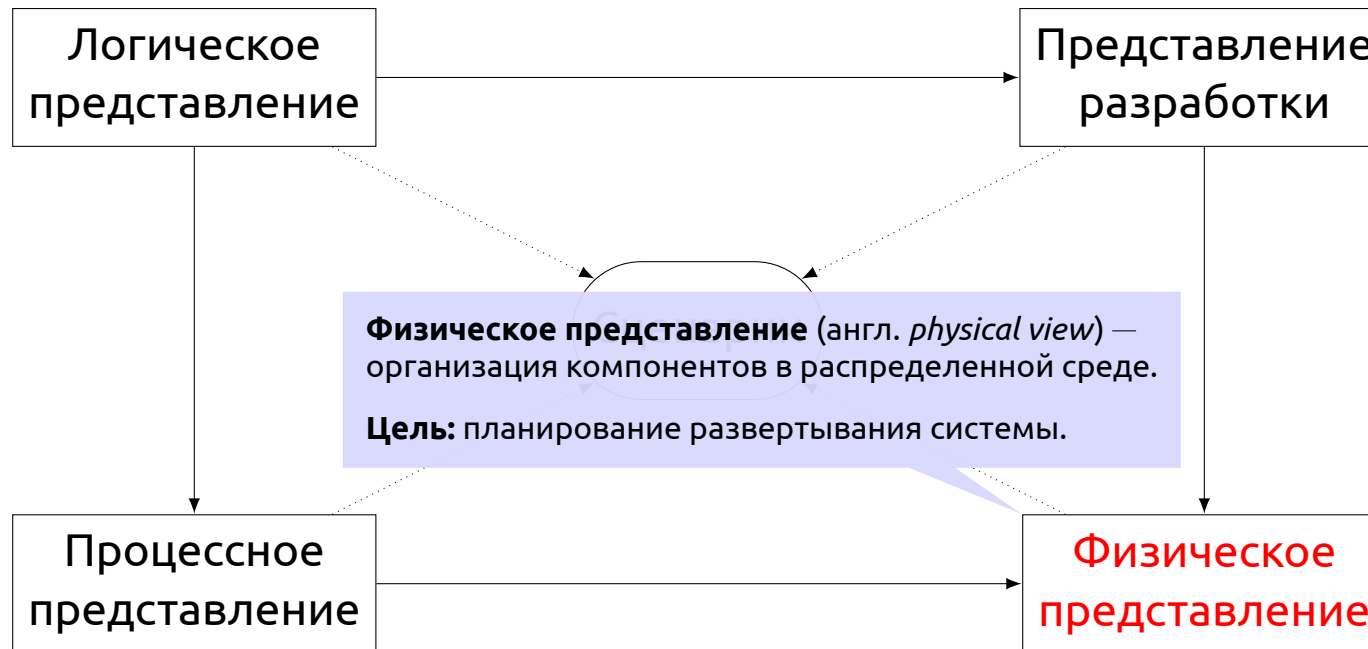 Логическое
представление
Представление
разработки
Сценарии
Физическое представление (англ. physical view) —
организация компонентов в распределенной среде.
Цель: планирование развертывания системы.
Процессное
представление
Физическое
представление